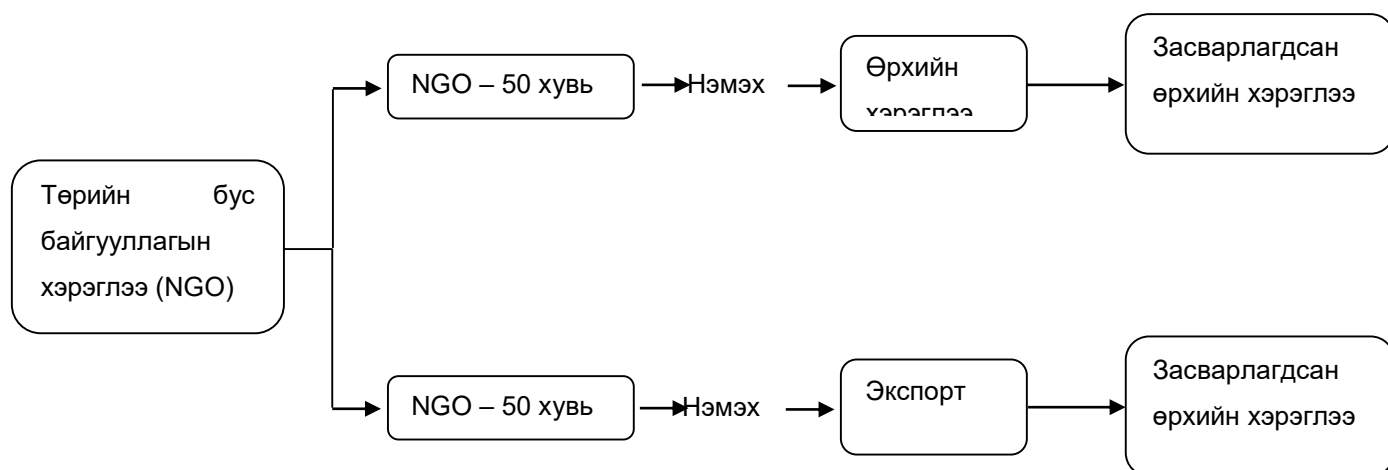 NGO – 50 хувь
Нэмэх
Өрхийн
хэрэглээ
Засварлагдсан
өрхийн хэрэглээ
Төрийн бус
байгууллагын
хэрэглээ (NGO)
NGO – 50 хувь
Нэмэх
Экспорт
Засварлагдсан
өрхийн хэрэглээ